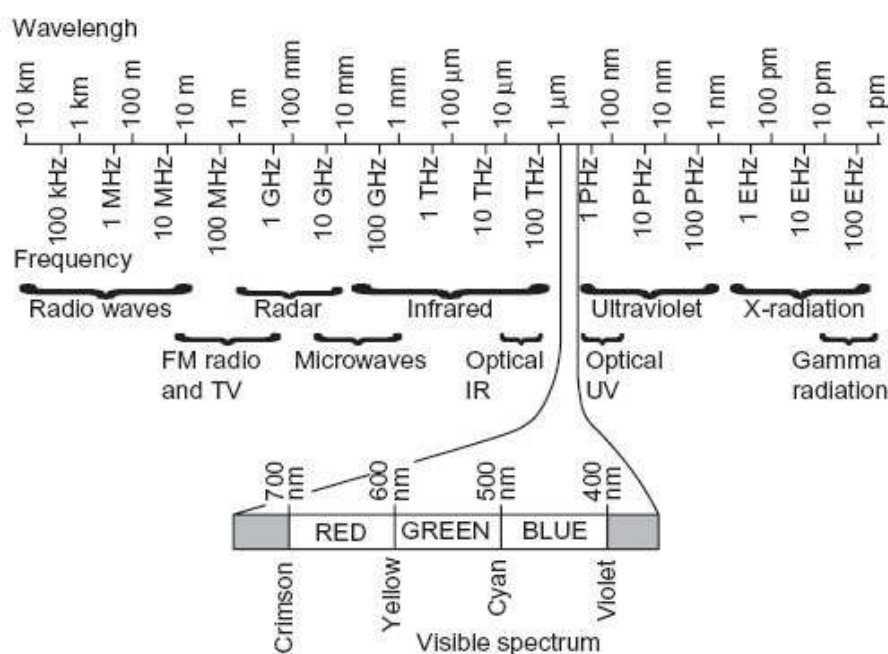 Wavelengh
10 km
1 km
100 m
10 m
1 m
100 mm
10 mm
1 mm
100 µm
10 µm
1 µm
100 nm
10 nm
1 nm
100 pm
10 pm
1 pm
100 kHz
1 MHz
10 MHz
100 MHz
1 GHz
10 GHz
100 GHz
1 THz
10 THz
100 THz
1 PHz
10 PHz
100 PHz
1 EHz
10 EHz
100 EHz
Frequency
Radio waves
Radar
Infrared
Ultraviolet
X-radiation
FM radio
and TV
Microwaves
Optical
IR
Optical
UV
Gamma
radiation
700
nm
600
nm
500
nm
400
nm
RED
GREEN
BLUE
Crimson
Yellow
Cyan
Violet
Visible spectrum